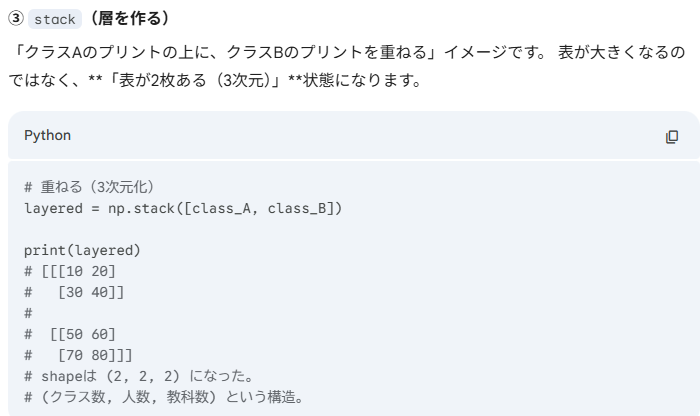 ③ stack（層を作る）
「クラスAのプリントの上に、クラスBのプリントを重ねる」イメージです。 表が大きくなるの
ではなく、**「表が2枚ある（3次元）」**状態になります。
Python
# 重ねる（3次元化）
layered = np.stack([class_A, class_B])
print(layered)
# [[[10 20]
#   [30 40]]
#
#  [[50 60]
#   [70 80]]]
# shapeは (2, 2, 2) になった。
# (クラス数, 人数, 教科数) という構造。